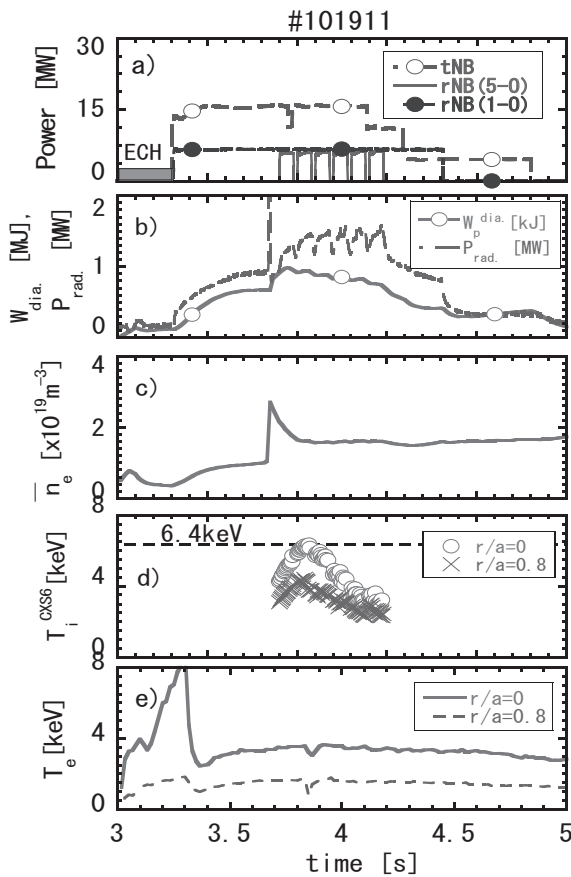 #101911
Power [MW]
30
15
0
a)
ECH
tNB
rNB(5-0)
rNB(1-0)
W_dia. [MJ],
P_rad. [MW]
2
1
0
b)
W_p^dia. [kJ]
P_rad. [MW]
n̅_e [x10^19 m^-3]
4
2
0
c)
T_i^CXS6 [keV]
8
4
0
6.4keV
d)
r/a=0
r/a=0.8
T_e [keV]
8
4
0
e)
r/a=0
r/a=0.8
3 3.5 4 4.5 5
time [s]